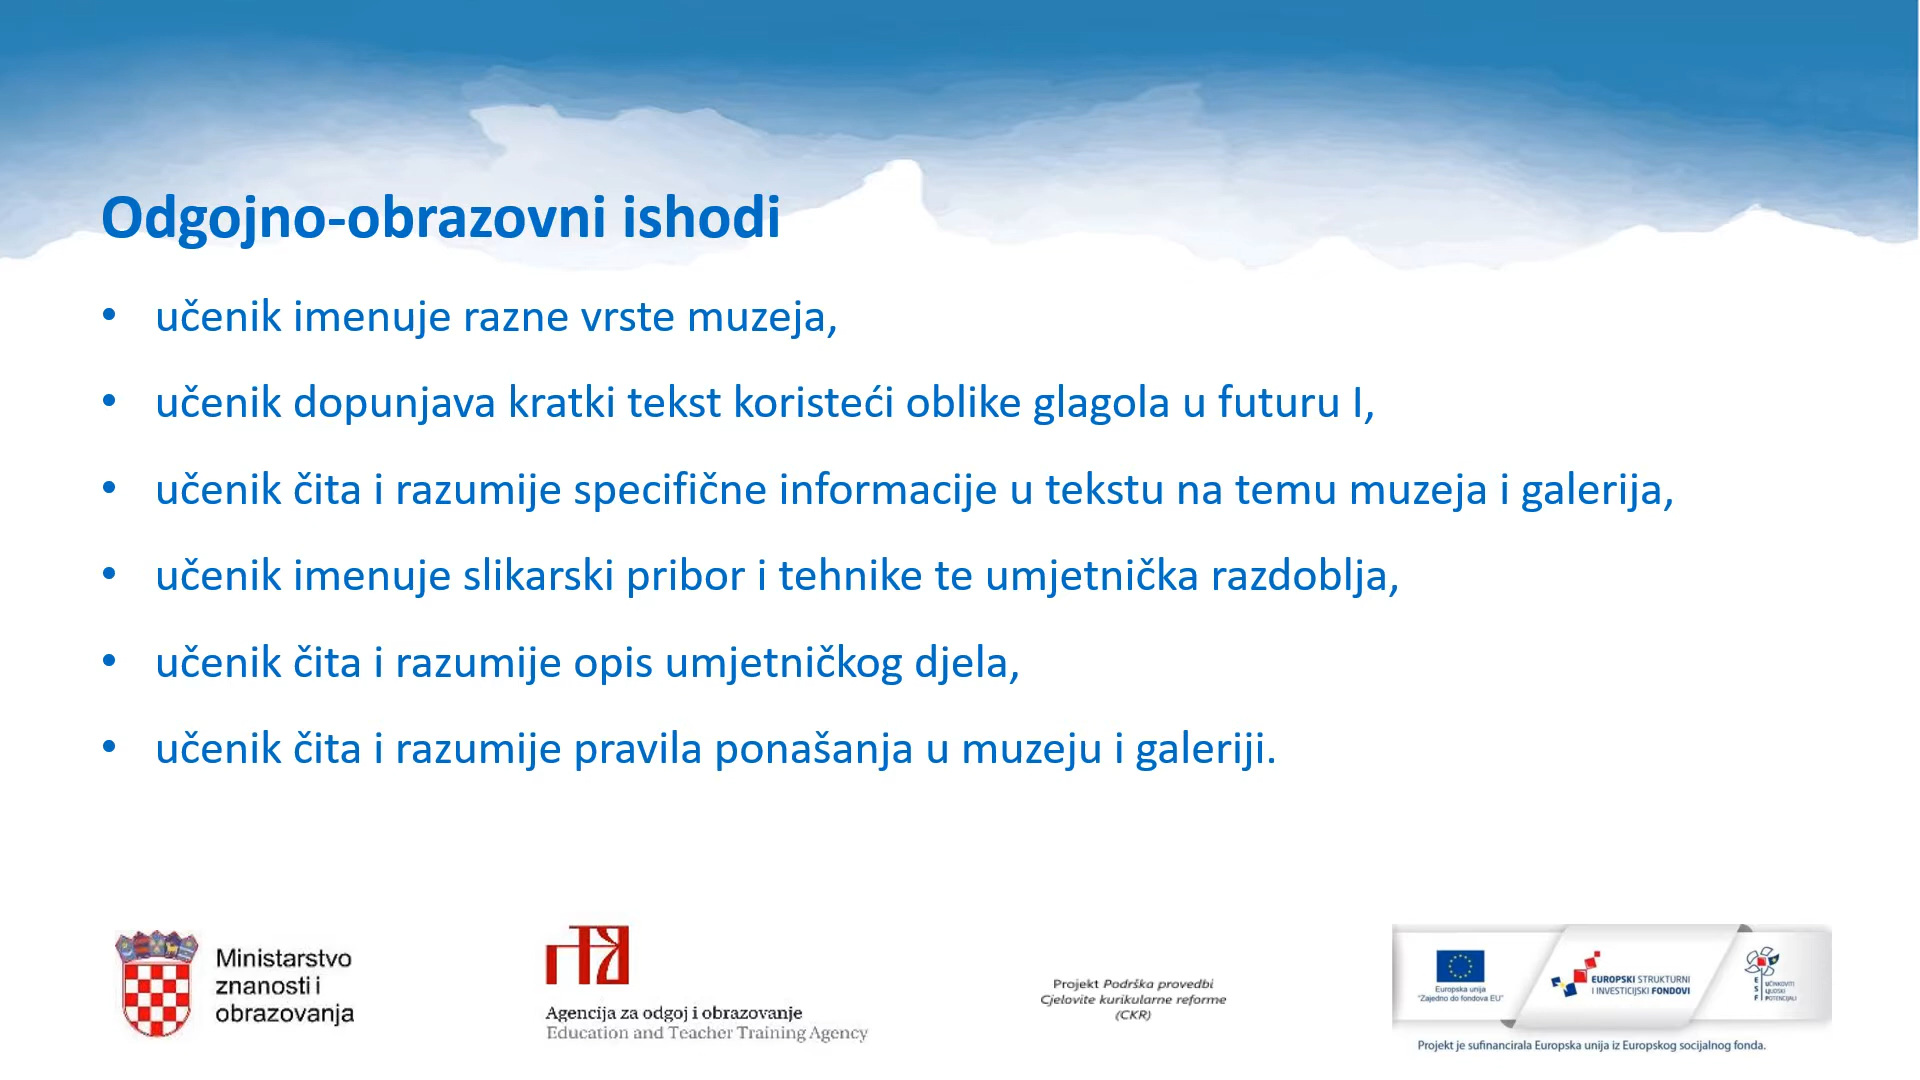 Odgojno-obrazovni ishodi
• učenik imenuje razne vrste muzeja,
• učenik dopunjava kratki tekst koristeći oblike glagola u futuru I,
• učenik čita i razumije specifične informacije u tekstu na temu muzeja i galerija,
• učenik imenuje slikarski pribor i tehnike te umjetnička razdoblja,
• učenik čita i razumije opis umjetničkog djela,
• učenik čita i razumije pravila ponašanja u muzeju i galeriji.
Ministarstvo
znanosti i
obrazovanja
Agencija za odgoj i obrazovanje
Education and Teacher Training Agency
Projekt Podrška provedbi
Cjelovite kurikularne reforme
(CKR)
Europska unija
"Zajedno do fondova EU"
EUROPSKI STRUKTURNI
I INVESTICIJSKI FONDOVI
ESF
UČINKOVITI
LJUDSKI
POTENCIJALI
Projekt je sufinancirala Europska unija iz Europskog socijalnog fonda.